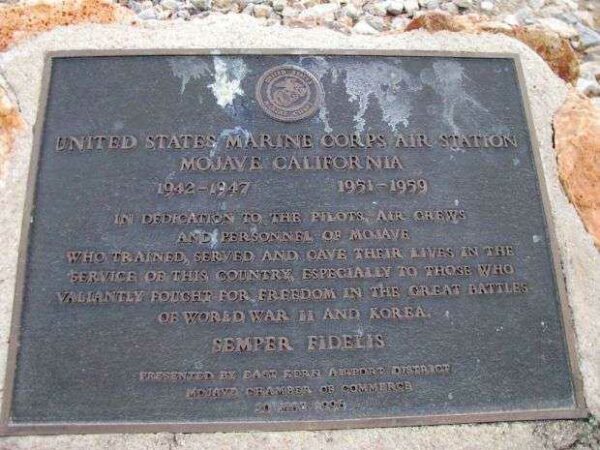 UNITED STATES MARINE CORPS AIR STATION
MOJAVE CALIFORNIA
1942-1947 1951-1959
IN DEDICATION TO THE PILOTS, AIR CREWS
AND PERSONNEL OF MOJAVE
WHO TRAINED, SERVED AND GAVE THEIR LIVES IN THE
SERVICE OF THIS COUNTRY, ESPECIALLY TO THOSE WHO
VALIANTLY FOUGHT FOR FREEDOM IN THE GREAT BATTLES
OF WORLD WAR II AND KOREA.
SEMPER FIDELIS
PRESENTED BY EAST KERN AIRPORT DISTRICT
MOJAVE CHAMBER OF COMMERCE